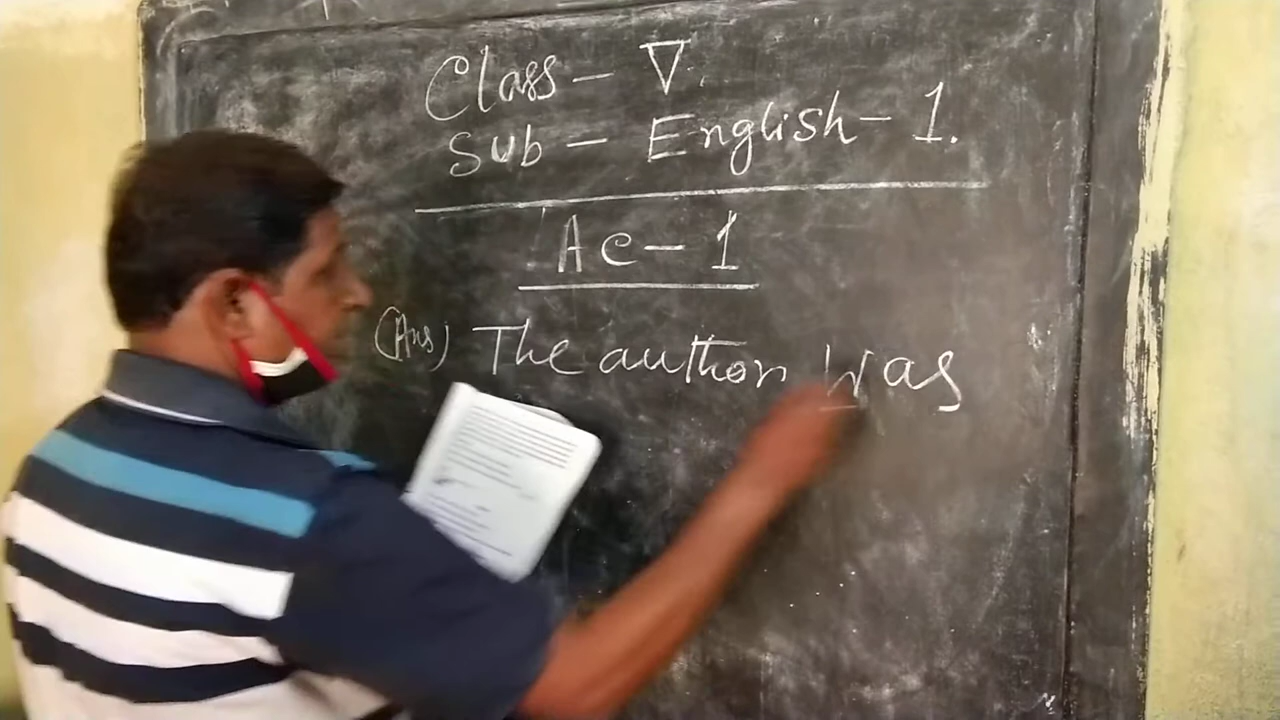 Class - V.
Sub - English - 1.
Ac - 1
(Ans) The author was